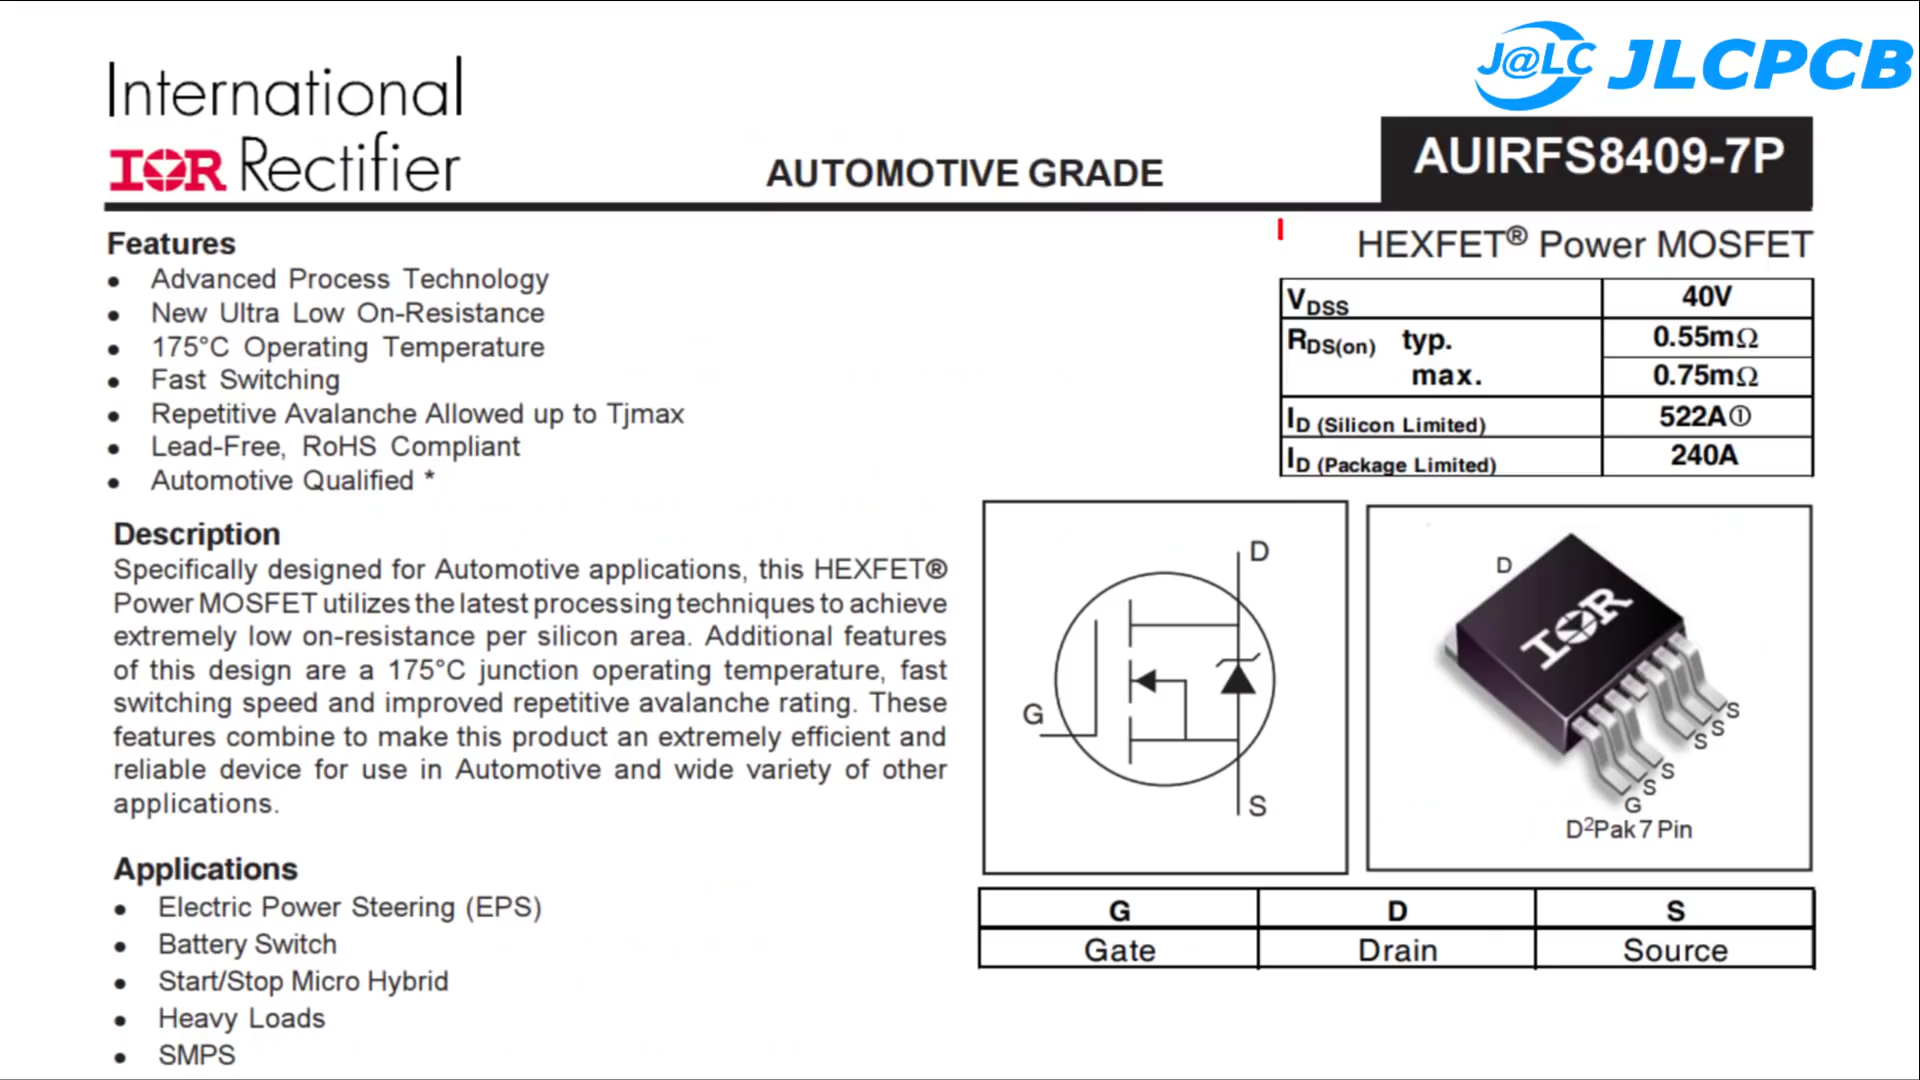 J@LC JLCPCB
International
IOR Rectifier
AUTOMOTIVE GRADE
AUIRFS8409-7P
HEXFET® Power MOSFET
Features
● Advanced Process Technology
● New Ultra Low On-Resistance
● 175°C Operating Temperature
● Fast Switching
● Repetitive Avalanche Allowed up to Tjmax
● Lead-Free, RoHS Compliant
● Automotive Qualified *
VDSS 40V
RDS(on) typ. 0.55mΩ
max. 0.75mΩ
ID (Silicon Limited) 522A①
ID (Package Limited) 240A
Description
Specifically designed for Automotive applications, this HEXFET®
Power MOSFET utilizes the latest processing techniques to achieve
extremely low on-resistance per silicon area. Additional features
of this design are a 175°C junction operating temperature, fast
switching speed and improved repetitive avalanche rating. These
features combine to make this product an extremely efficient and
reliable device for use in Automotive and wide variety of other
applications.
D
G
S
D
IOR
S
S
S
S
S
G
D²Pak 7 Pin
G D S
Gate Drain Source
Applications
● Electric Power Steering (EPS)
● Battery Switch
● Start/Stop Micro Hybrid
● Heavy Loads
● SMPS